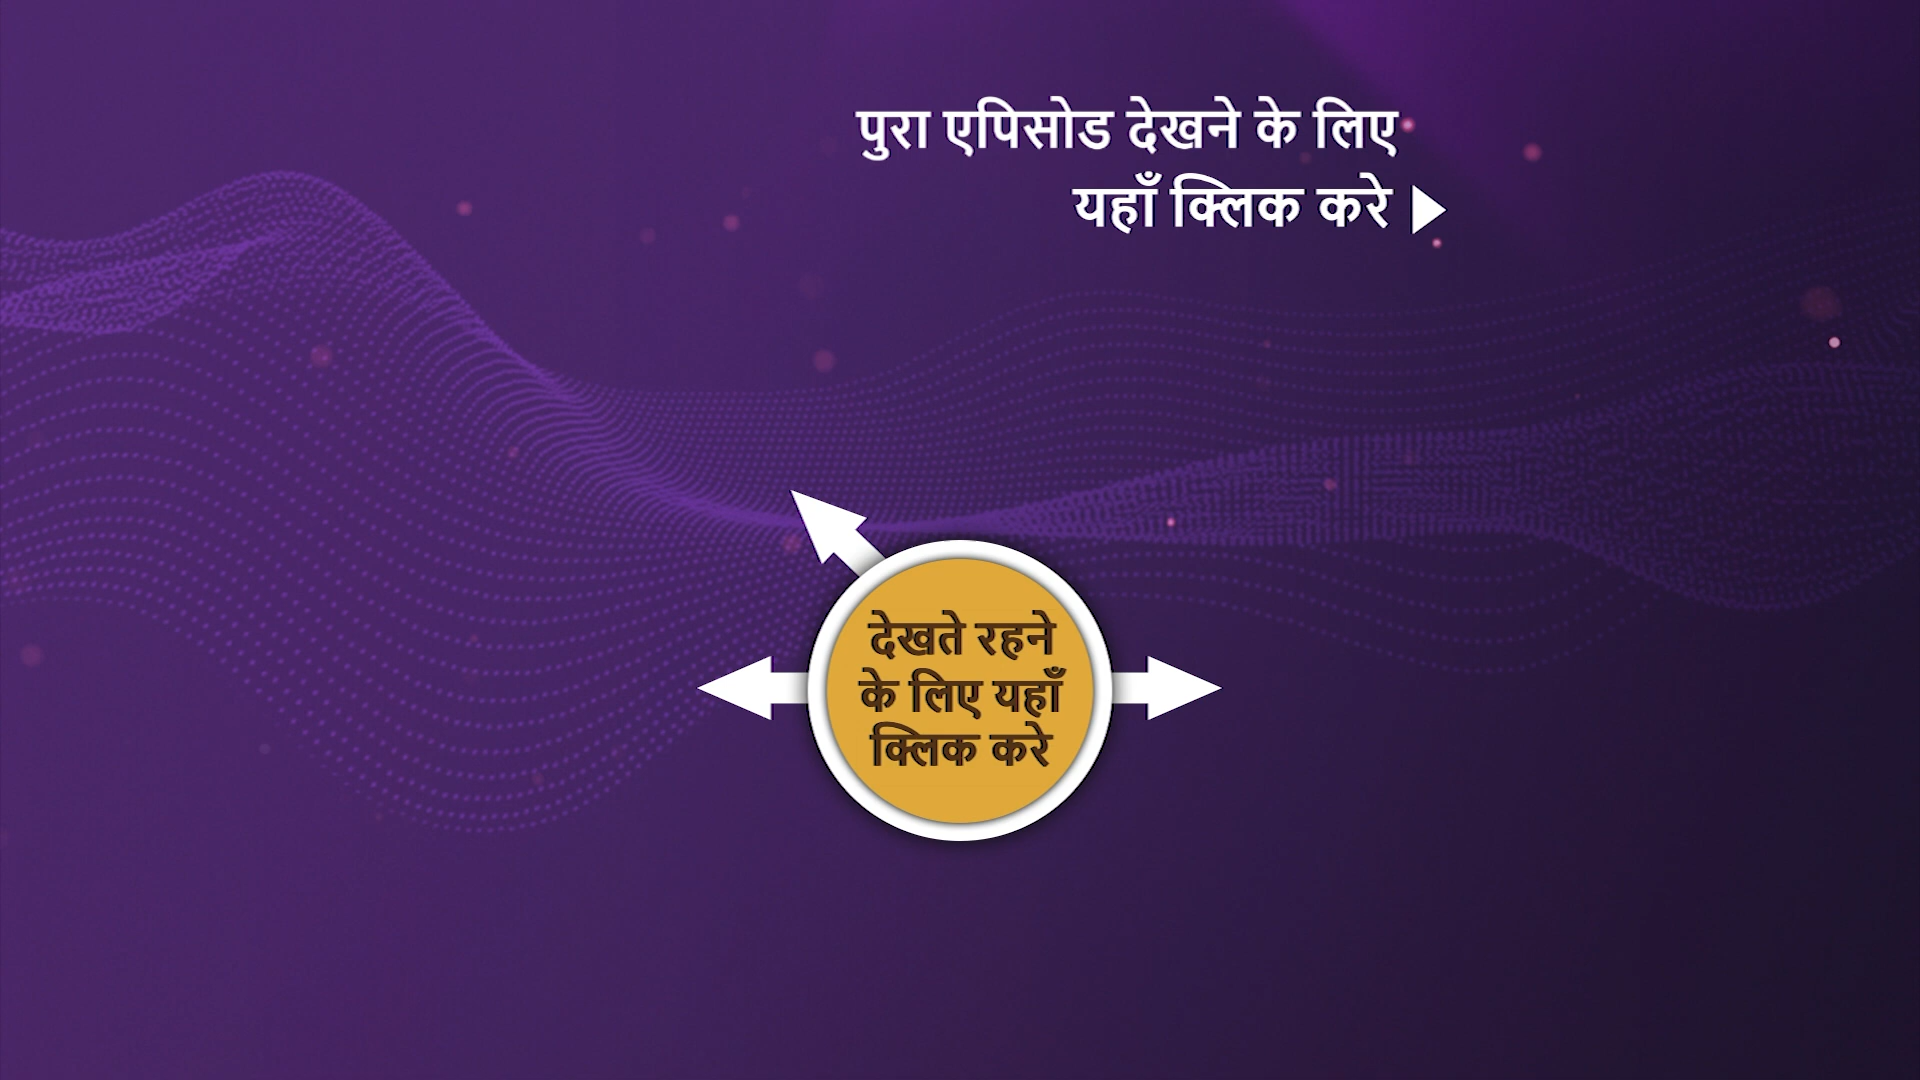 पुरा एपिसोड देखने के लिए
यहाँ क्लिक करे
देखते रहने
के लिए यहाँ
क्लिक करे